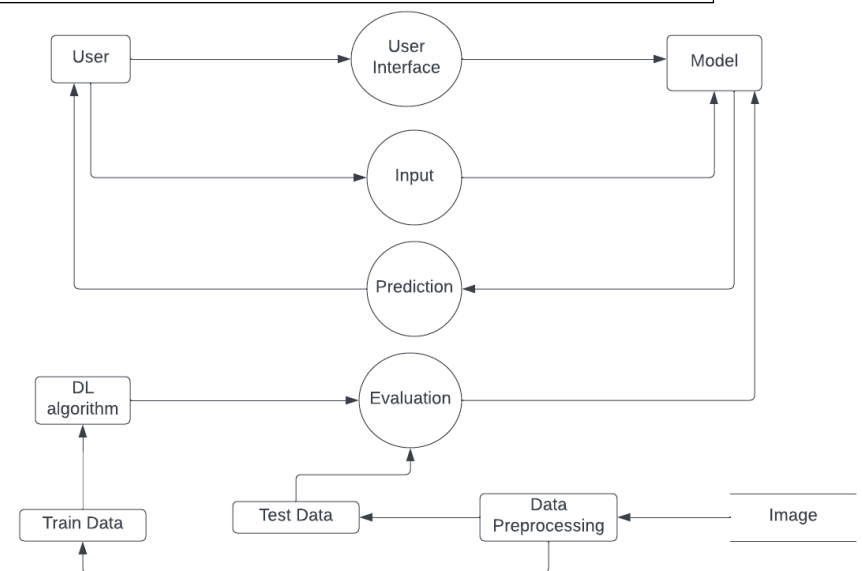 User
User
Interface
Model
Input
Prediction
DL
algorithm
Evaluation
Train Data
Test Data
Data
Preprocessing
Image